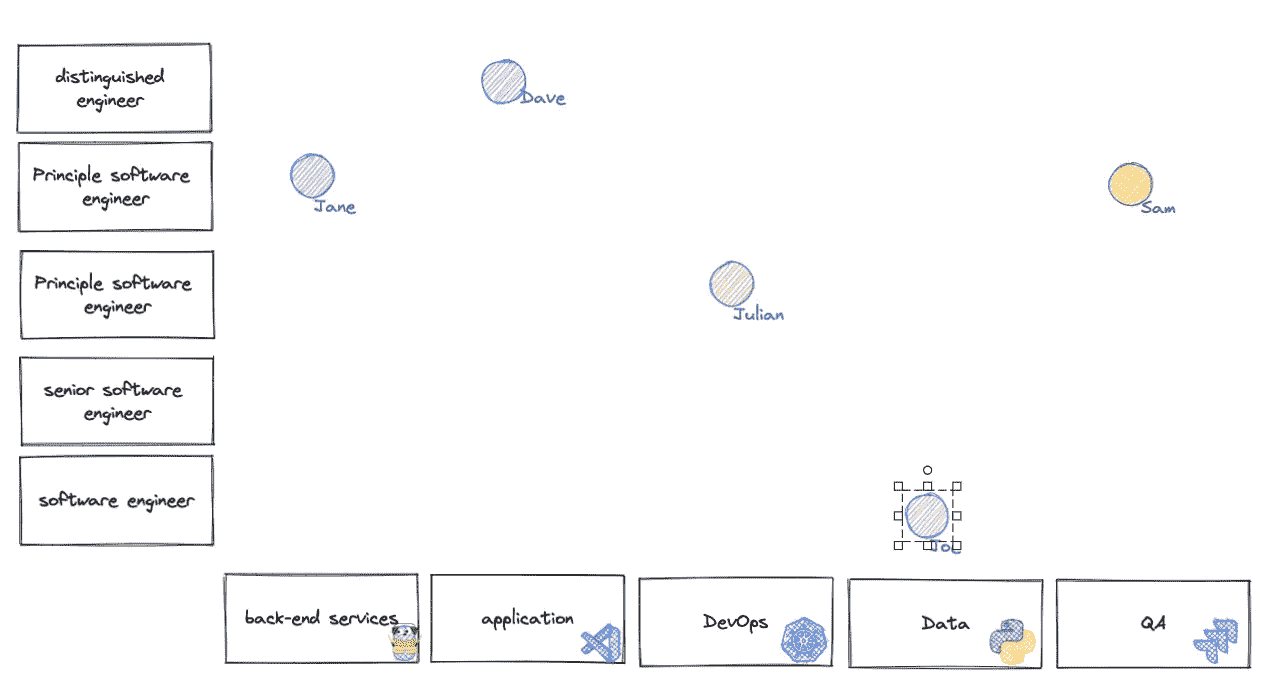 distinguished
engineer
Dave
Principle software
engineer
Jane
Sam
Principle software
engineer
Julian
senior software
engineer
software engineer
Joe
back-end services
application
DevOps
Data
QA